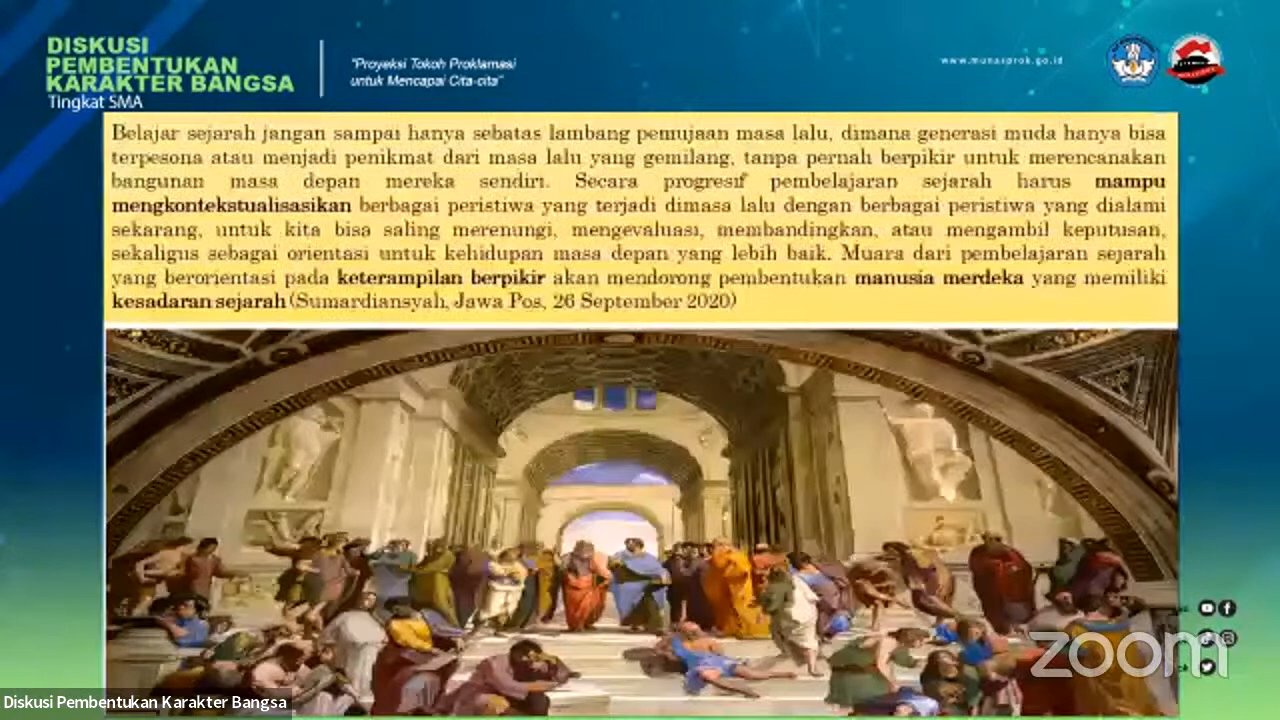 DISKUSI
PEMBENTUKAN
KARAKTER BANGSA
Tingkat SMA
"Proyeksi Tokoh Proklamasi
untuk Mencapai Cita-cita"
www.munasprok.go.id
Belajar sejarah jangan sampai hanya sebatas lambang pemujaan masa lalu, dimana generasi muda hanya bisa
terpesona atau menjadi penikmat dari masa lalu yang gemilang, tanpa pernah berpikir untuk merencanakan
bangunan masa depan mereka sendiri. Secara progresif pembelajaran sejarah harus mampu
mengkontekstualisasikan berbagai peristiwa yang terjadi dimasa lalu dengan berbagai peristiwa yang dialami
sekarang, untuk kita bisa saling merenungi, mengevaluasi, membandingkan, atau mengambil keputusan,
sekaligus sebagai orientasi untuk kehidupan masa depan yang lebih baik. Muara dari pembelajaran sejarah
yang berorientasi pada keterampilan berpikir akan mendorong pembentukan manusia merdeka yang memiliki
kesadaran sejarah (Sumardiansyah, Jawa Pos, 26 September 2020)
zoom
Diskusi Pembentukan Karakter Bangsa